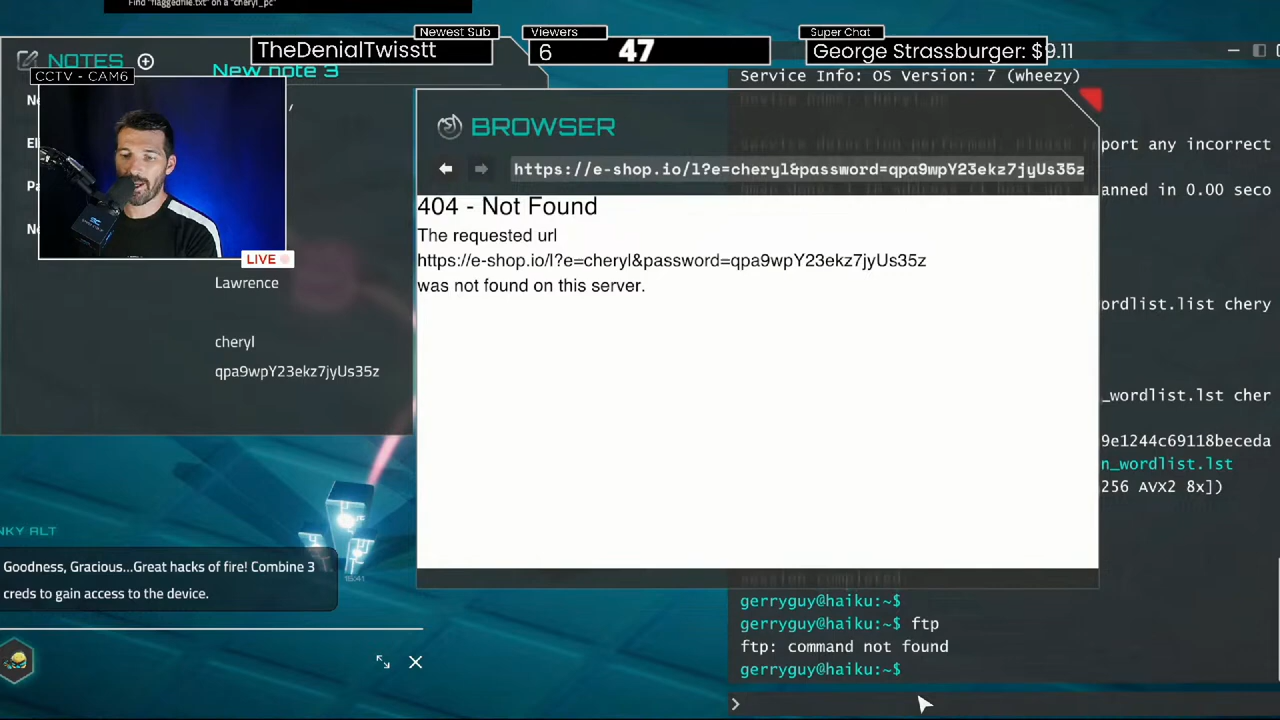 Find "flaggedfile.txt" on a "cheryl_pc"
Newest Sub
TheDenialTwisstt
Viewers
6
47
Super Chat
George Strassburger: $9.11
NOTES
New note 3
CCTV - CAM6
LIVE
Lawrence
cheryl
qpa9wpY23ekz7jyUs35z
BROWSER
https://e-shop.io/l?e=cheryl&password=qpa9wpY23ekz7jyUs35z
404 - Not Found
The requested url
https://e-shop.io/l?e=cheryl&password=qpa9wpY23ekz7jyUs35z
was not found on this server.
Service Info: OS Version: 7 (wheezy)
port any incorrect
anned in 0.00 seco
ordlist.list chery
_wordlist.lst cher
9e1244c69118beceda
n_wordlist.lst
256 AVX2 8x])
gerryguy@haiku:~$
gerryguy@haiku:~$ ftp
ftp: command not found
gerryguy@haiku:~$
NKY ALT
Goodness, Gracious...Great hacks of fire! Combine 3
creds to gain access to the device.
15:41